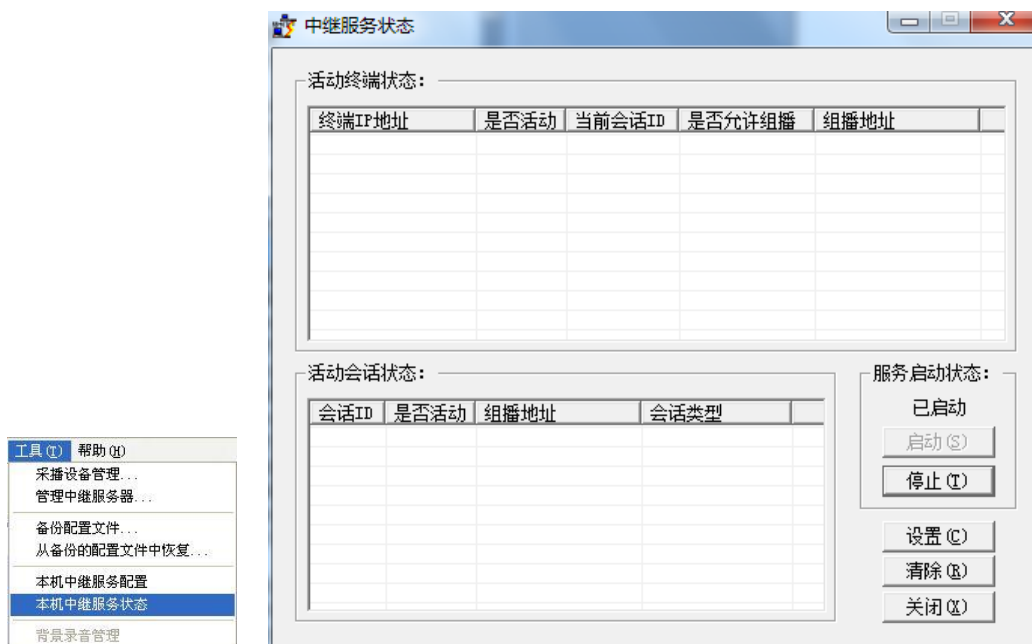 中继服务状态
活动终端状态:
终端IP地址 是否活动 当前会话ID 是否允许组播 组播地址
活动会话状态:
会话ID 是否活动 组播地址 会话类型
服务启动状态:
已启动
启动(S)
停止(T)
设置(C)
清除(R)
关闭(X)
工具(T) 帮助(H)
采播设备管理...
管理中继服务器...
备份配置文件...
从备份的配置文件中恢复...
本机中继服务配置
本机中继服务状态
背景录音管理